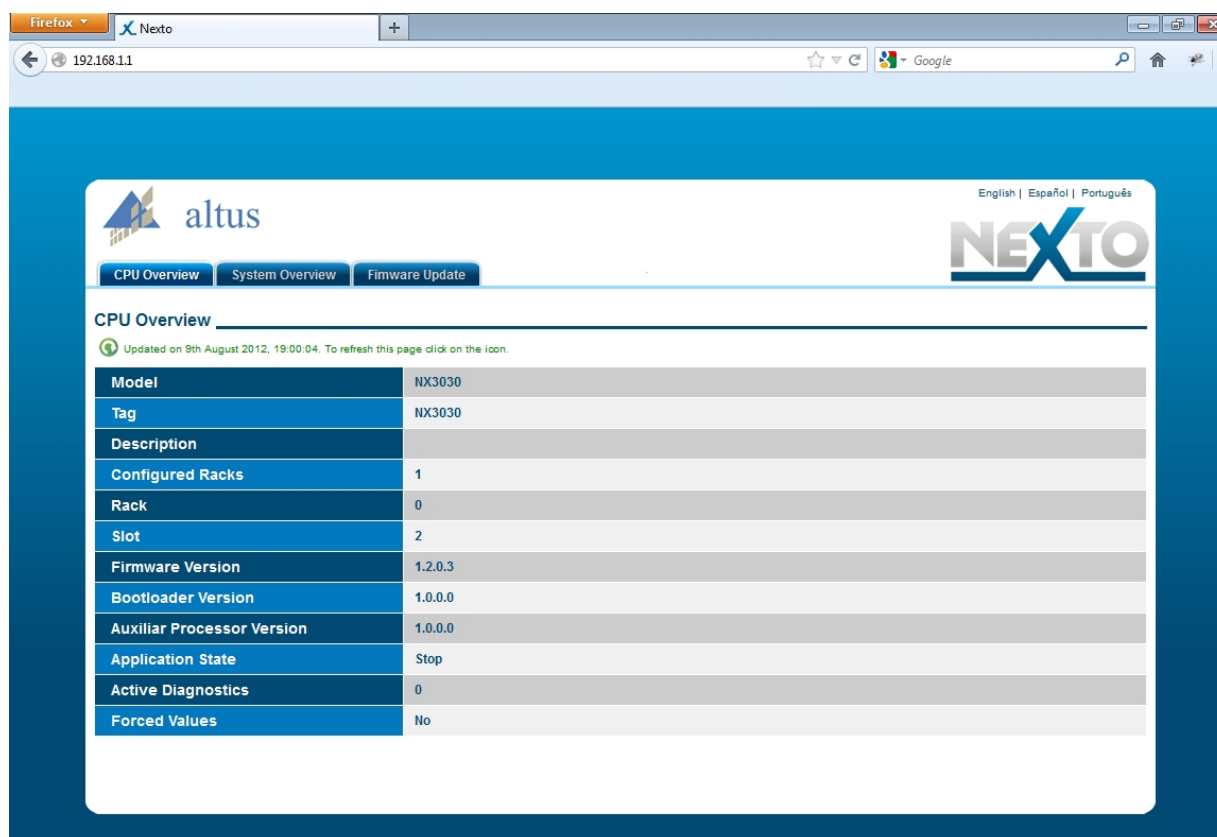 Firefox
Nexto
192.168.1.1
Google
English | Español | Português
altus
NEXTO
CPU Overview
System Overview
Fimware Update
CPU Overview
Updated on 9th August 2012, 19:00:04. To refresh this page click on the icon.
Model NX3030
Tag NX3030
Description
Configured Racks 1
Rack 0
Slot 2
Firmware Version 1.2.0.3
Bootloader Version 1.0.0.0
Auxiliar Processor Version 1.0.0.0
Application State Stop
Active Diagnostics 0
Forced Values No